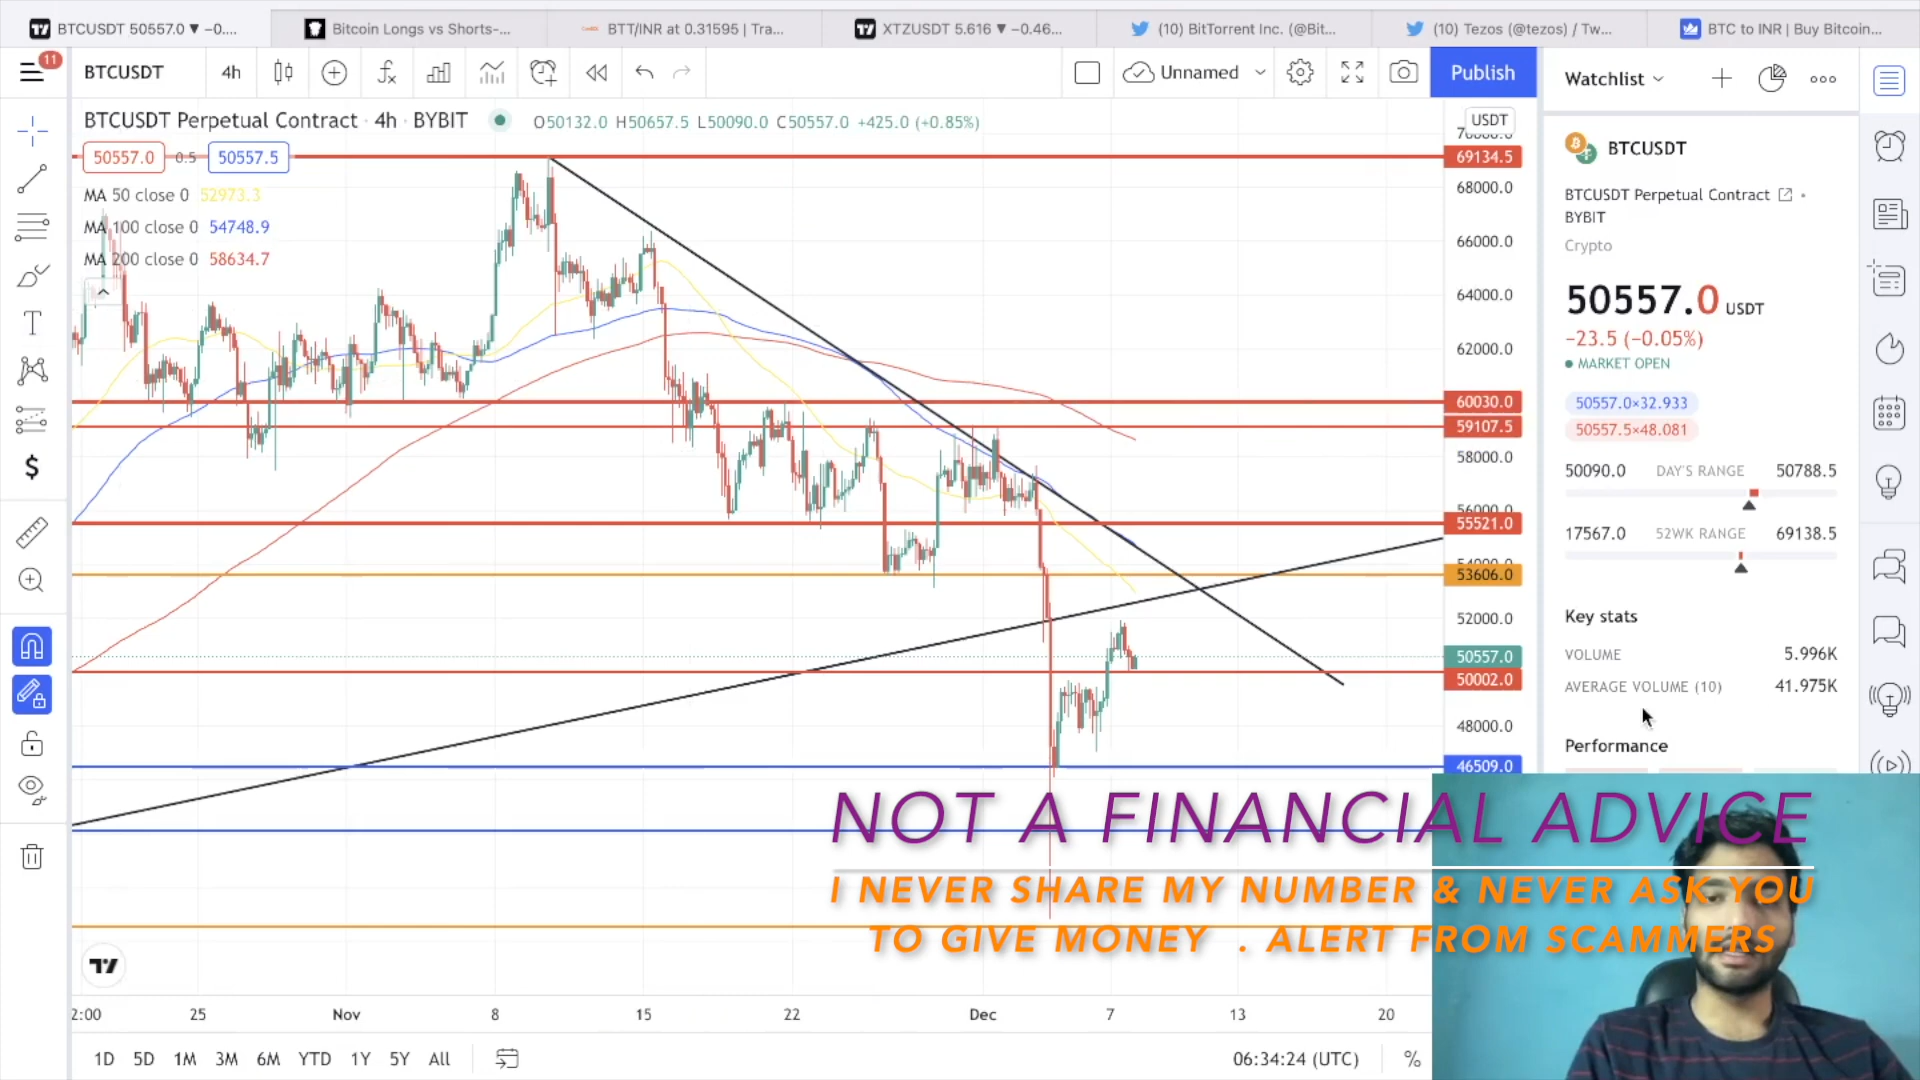 BTCUSDT 50557.0 ▼ −0....
Bitcoin Longs vs Shorts-...
BTT/INR at 0.31595 | Tra...
XTZUSDT 5.616 ▼ −0.46...
(10) BitTorrent Inc. (@Bit...
(10) Tezos (@tezos) / Tw...
BTC to INR | Buy Bitcoin...
11
BTCUSDT
4h
Unnamed
Publish
Watchlist
BTCUSDT Perpetual Contract · 4h · BYBIT
O50132.0 H50657.5 L50090.0 C50557.0 +425.0 (+0.85%)
50557.0 0.5 50557.5
MA 50 close 0 52973.3
MA 100 close 0 54748.9
MA 200 close 0 58634.7
USDT
70000.0
69134.5
68000.0
66000.0
64000.0
62000.0
60030.0
59107.5
58000.0
56000.0
55521.0
54000.0
53606.0
52000.0
50557.0
50002.0
48000.0
46509.0
BTCUSDT
BTCUSDT Perpetual Contract
BYBIT
Crypto
50557.0 USDT
−23.5 (−0.05%)
MARKET OPEN
50557.0×32.933
50557.5×48.081
50090.0 DAY'S RANGE 50788.5
17567.0 52WK RANGE 69138.5
Key stats
VOLUME 5.996K
AVERAGE VOLUME (10) 41.975K
Performance
NOT A FINANCIAL ADVICE
I NEVER SHARE MY NUMBER & NEVER ASK YOU
TO GIVE MONEY . ALERT FROM SCAMMERS
2:00 25 Nov 8 15 22 Dec 7 13 20
1D 5D 1M 3M 6M YTD 1Y 5Y All
06:34:24 (UTC) %